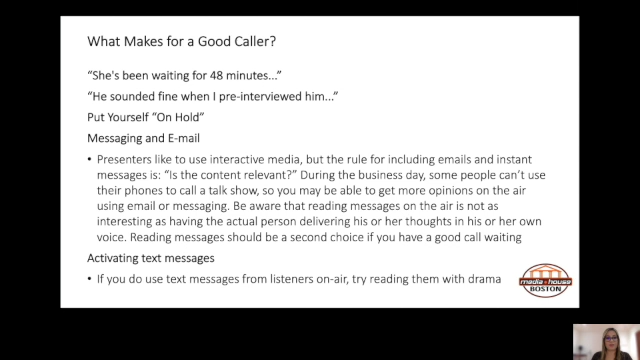 What Makes for a Good Caller?
“She's been waiting for 48 minutes...”
“He sounded fine when I pre-interviewed him...”
Put Yourself “On Hold”
Messaging and E-mail
• Presenters like to use interactive media, but the rule for including emails and instant
messages is: “Is the content relevant?” During the business day, some people can't use
their phones to call a talk show, so you may be able to get more opinions on the air
using email or messaging. Be aware that reading messages on the air is not as
interesting as having the actual person delivering his or her thoughts in his or her own
voice. Reading messages should be a second choice if you have a good call waiting
Activating text messages
• If you do use text messages from listeners on-air, try reading them with drama
media house
BOSTON